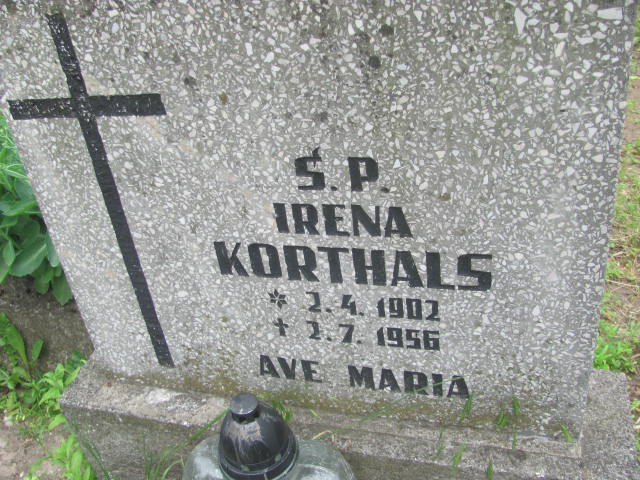 Ś. P.
IRENA
KORTHALS
* 2. 4. 1902
† 2. 7. 1956
AVE MARIA